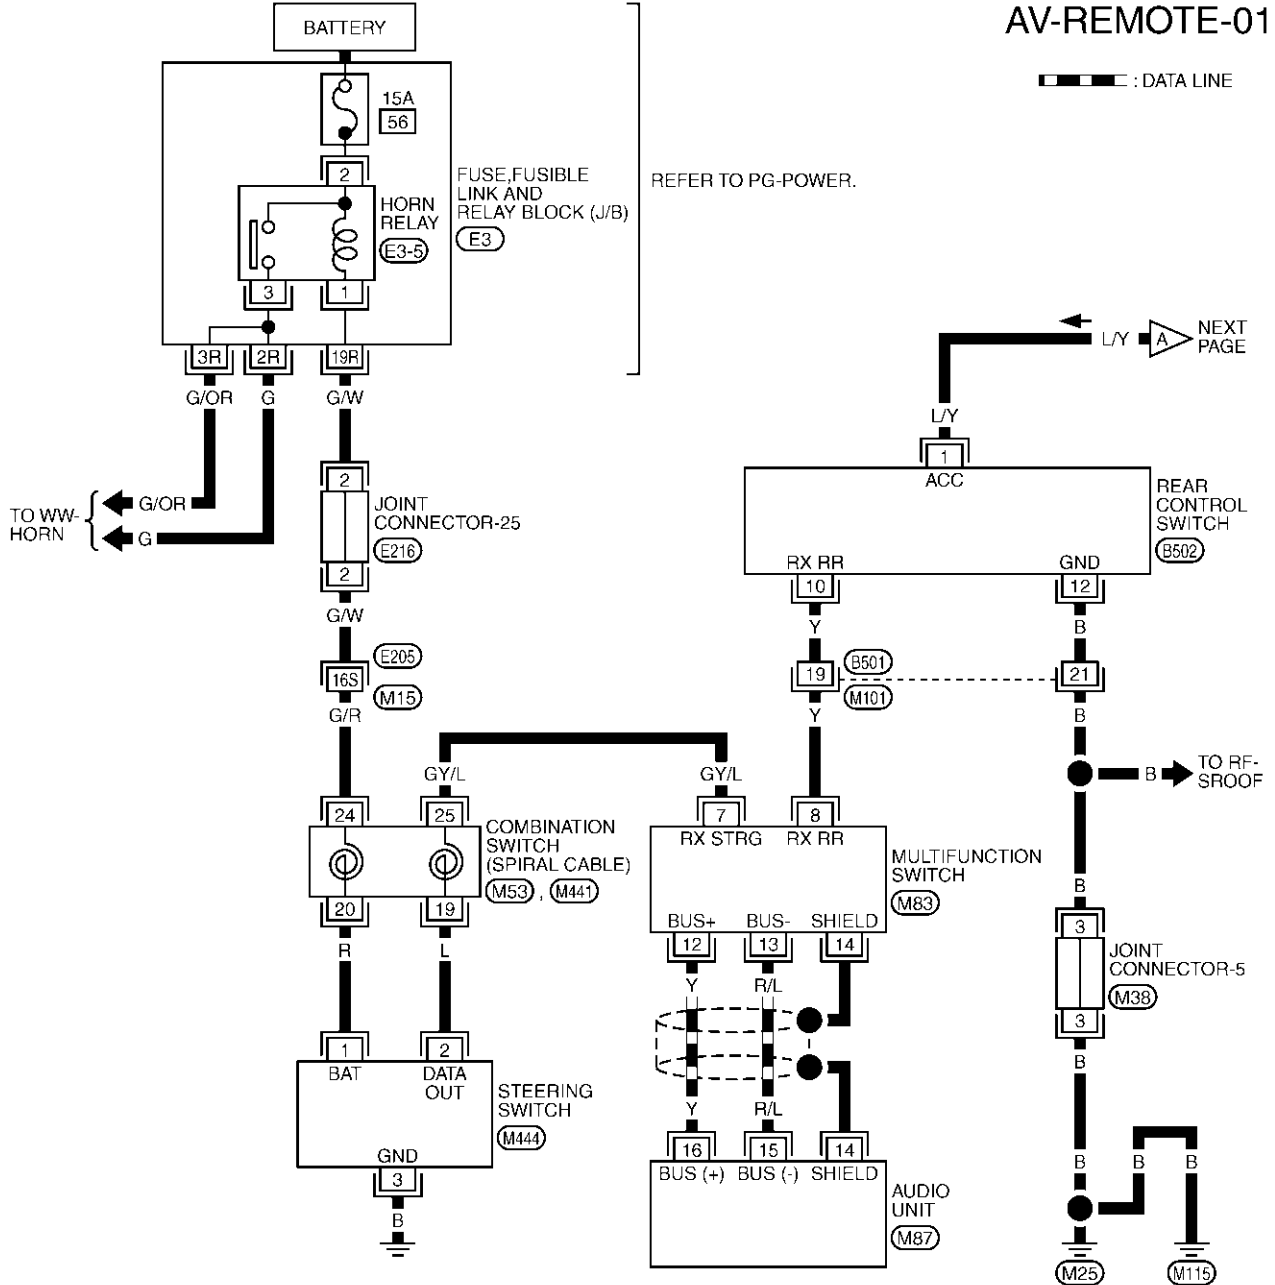 AV-REMOTE-01
: DATA LINE
BATTERY
15A
56
2
FUSE,FUSIBLE
LINK AND
RELAY BLOCK (J/B)
E3
REFER TO PG-POWER.
HORN
RELAY
E3-5
3
1
3R
2R
19R
G/OR
G
G/W
TO WW-
HORN
G/OR
G
2
JOINT
CONNECTOR-25
E216
2
G/W
E205
16S
M15
G/R
L/Y
A
NEXT
PAGE
L/Y
1
ACC
REAR
CONTROL
SWITCH
B502
RX RR
GND
10
12
Y
B
19
B501
M101
21
Y
B
TO RF-
SROOF
B
GY/L
GY/L
24
25
COMBINATION
SWITCH
(SPIRAL CABLE)
M53 , M441
20
19
R
L
7
8
RX STRG
RX RR
MULTIFUNCTION
SWITCH
M83
BUS+
BUS-
SHIELD
12
13
14
Y
R/L
B
3
JOINT
CONNECTOR-5
M38
3
B
1
2
BAT
DATA
OUT
STEERING
SWITCH
M444
GND
3
B
Y
R/L
16
15
14
BUS (+)
BUS (-)
SHIELD
AUDIO
UNIT
M87
B
B
B
M25
M115